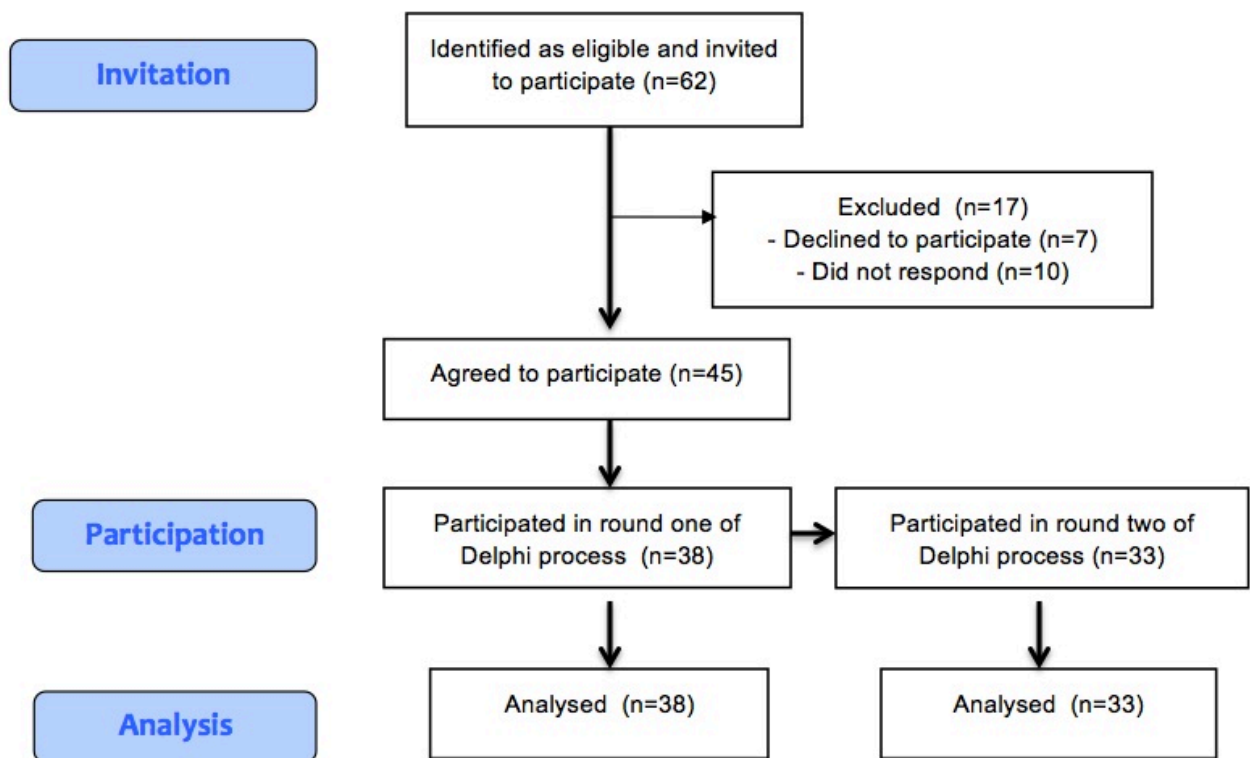 Invitation
Identified as eligible and invited
to participate (n=62)
Excluded (n=17)
- Declined to participate (n=7)
- Did not respond (n=10)
Agreed to participate (n=45)
Participation
Participated in round one of
Delphi process (n=38)
Participated in round two of
Delphi process (n=33)
Analysis
Analysed (n=38)
Analysed (n=33)